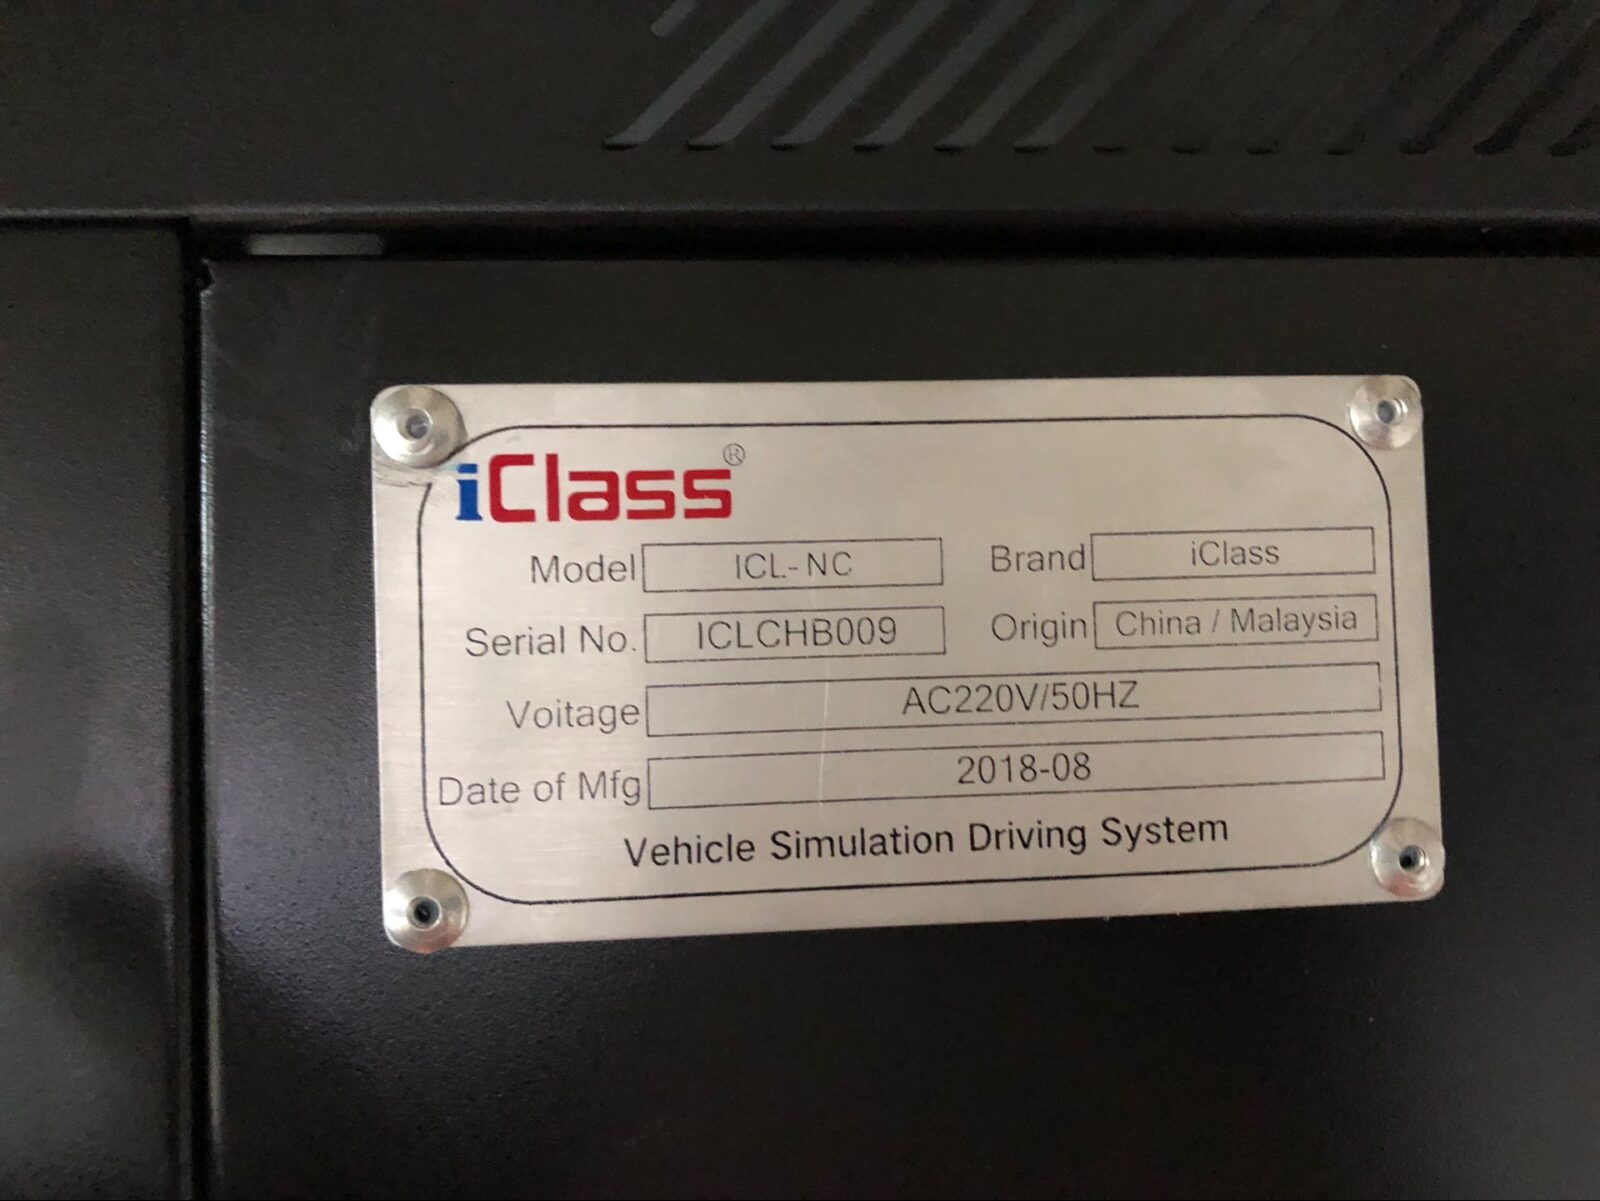 iClass®
Model ICL-NC Brand iClass
Serial No. ICLCHB009 Origin China / Malaysia
Voitage AC220V/50HZ
Date of Mfg 2018-08
Vehicle Simulation Driving System